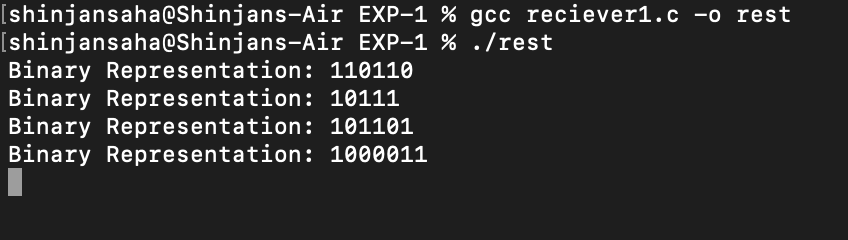 [shinjansaha@Shinjans-Air EXP-1 % gcc reciever1.c -o rest
[shinjansaha@Shinjans-Air EXP-1 % ./rest
Binary Representation: 110110
Binary Representation: 10111
Binary Representation: 101101
Binary Representation: 1000011